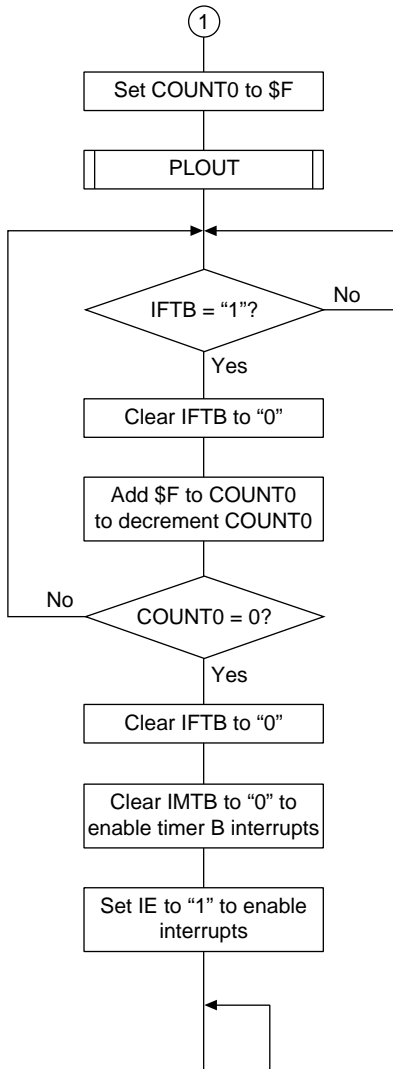 1
Set COUNT0 to $F
PLOUT
IFTB = “1”?
No
Yes
Clear IFTB to “0”
Add $F to COUNT0
to decrement COUNT0
No
COUNT0 = 0?
Yes
Clear IFTB to “0”
Clear IMTB to “0” to
enable timer B interrupts
Set IE to “1” to enable
interrupts